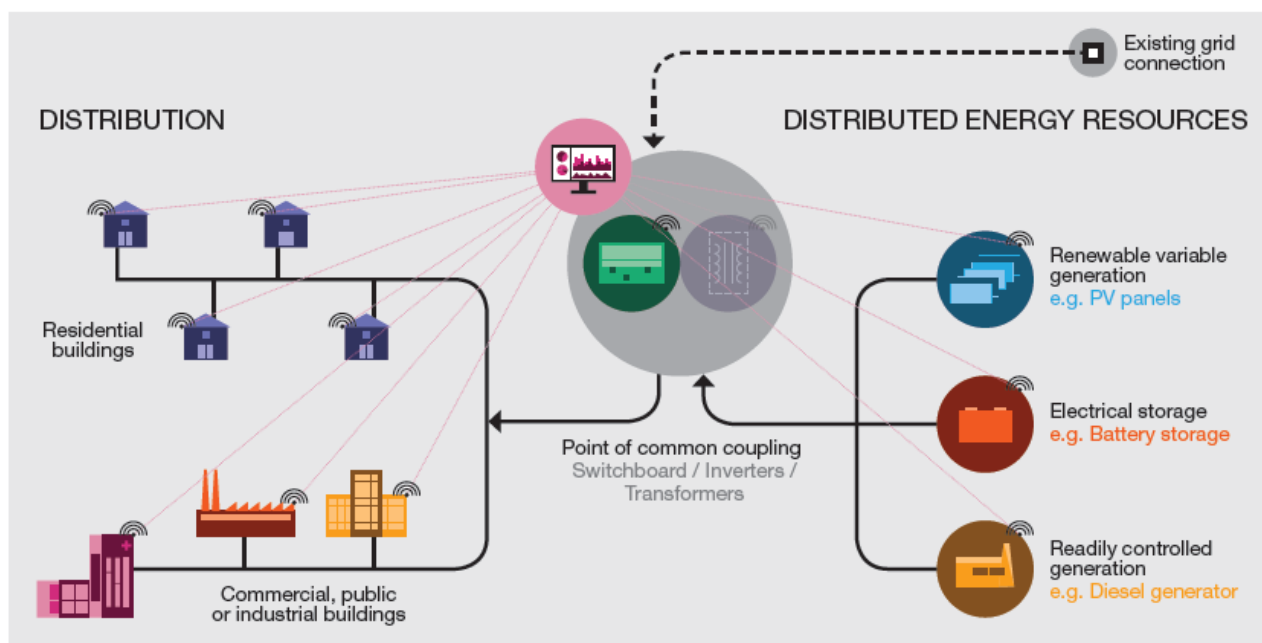 Existing grid
connection
DISTRIBUTION
DISTRIBUTED ENERGY RESOURCES
Residential
buildings
Renewable variable
generation
e.g. PV panels
Electrical storage
e.g. Battery storage
Point of common coupling
Switchboard / Inverters /
Transformers
Readily controlled
generation
e.g. Diesel generator
Commercial, public
or industrial buildings